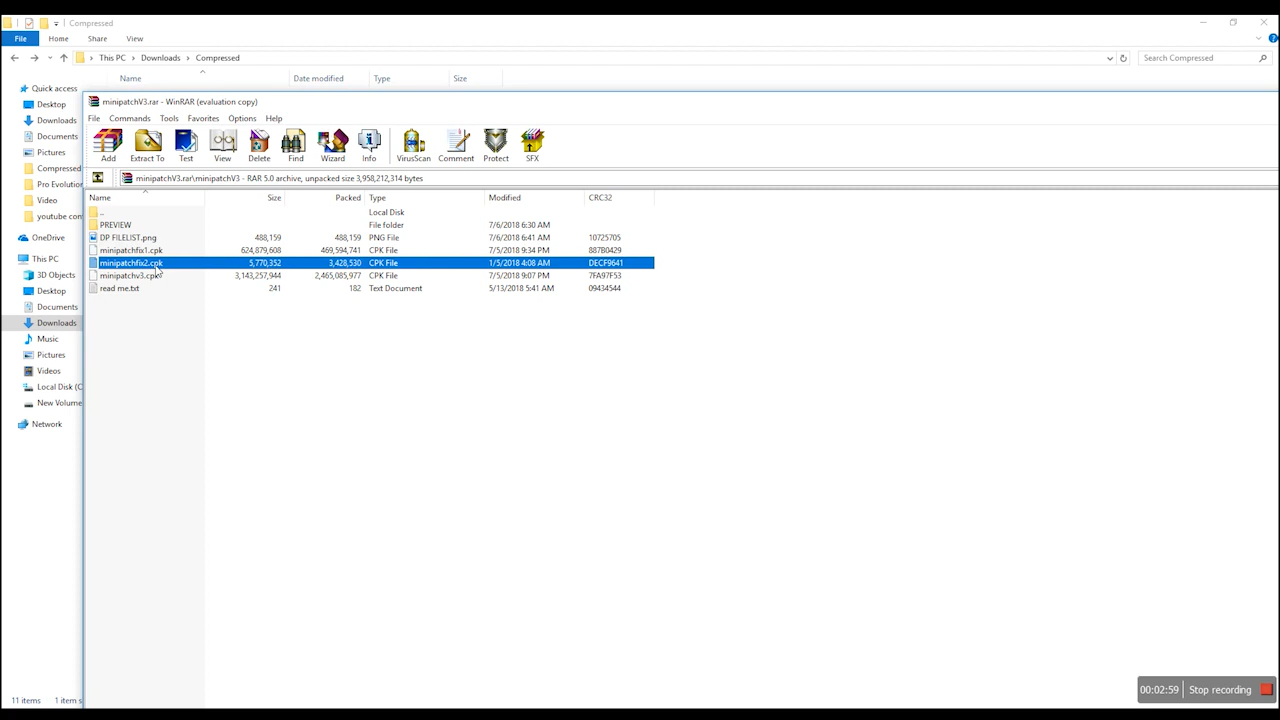 Compressed
File Home Share View
This PC > Downloads > Compressed
Search Compressed
Name Date modified Type Size
Quick access
Desktop
Downloads
Documents
Pictures
Compressed
Pro Evolution
Video
youtube con
OneDrive
This PC
3D Objects
Desktop
Documents
Downloads
Music
Pictures
Videos
Local Disk (C
New Volume
Network
11 items 1 item s
minipatchV3.rar - WinRAR (evaluation copy)
File Commands Tools Favorites Options Help
Add Extract To Test View Delete Find Wizard Info VirusScan Comment Protect SFX
minipatchV3.rar\minipatchV3 - RAR 5.0 archive, unpacked size 3,958,212,314 bytes
Name Size Packed Type Modified CRC32
.. Local Disk
PREVIEW File folder 7/6/2018 6:30 AM
DP FILELIST.png 488,159 488,159 PNG File 7/6/2018 6:41 AM 10725705
minipatchfix1.cpk 624,879,608 469,594,741 CPK File 7/5/2018 9:34 PM 887B0429
minipatchfix2.cpk 5,770,352 3,428,530 CPK File 1/5/2018 4:08 AM DECF9641
minipatchv3.cpk 3,143,257,944 2,465,085,977 CPK File 7/5/2018 9:07 PM 7FA97F53
read me.txt 241 182 Text Document 5/13/2018 5:41 AM 09434544
00:02:59 Stop recording